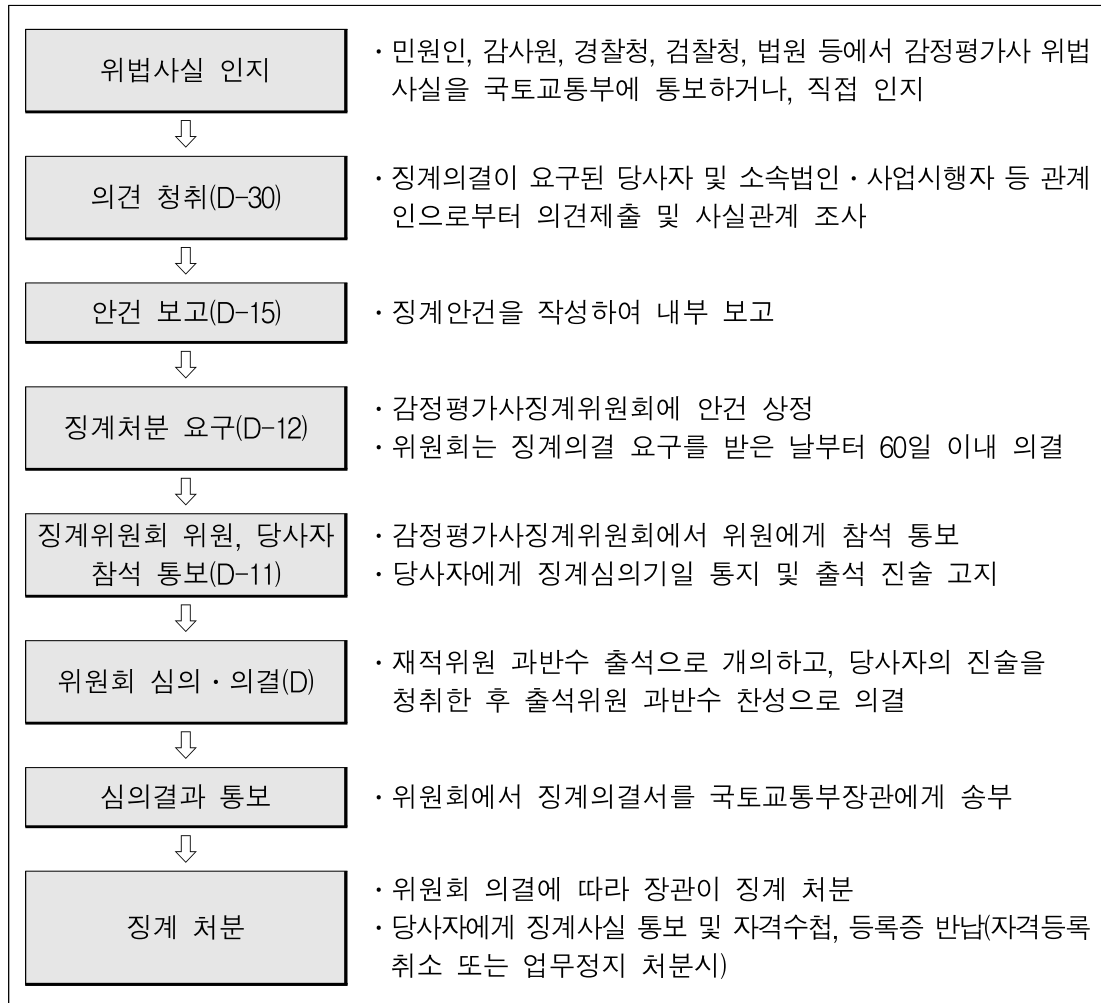 위법사실 인지
· 민원인, 감사원, 경찰청, 검찰청, 법원 등에서 감정평가사 위법
사실을 국토교통부에 통보하거나, 직접 인지
의견 청취(D-30)
· 징계의결이 요구된 당사자 및 소속법인·사업시행자 등 관계
인으로부터 의견제출 및 사실관계 조사
안건 보고(D-15)
· 징계안건을 작성하여 내부 보고
징계처분 요구(D-12)
· 감정평가사징계위원회에 안건 상정
· 위원회는 징계의결 요구를 받은 날부터 60일 이내 의결
징계위원회 위원, 당사자
참석 통보(D-11)
· 감정평가사징계위원회에서 위원에게 참석 통보
· 당사자에게 징계심의기일 통지 및 출석 진술 고지
위원회 심의·의결(D)
· 재적위원 과반수 출석으로 개의하고, 당사자의 진술을
청취한 후 출석위원 과반수 찬성으로 의결
심의결과 통보
· 위원회에서 징계의결서를 국토교통부장관에게 송부
징계 처분
· 위원회 의결에 따라 장관이 징계 처분
· 당사자에게 징계사실 통보 및 자격수첩, 등록증 반납(자격등록
취소 또는 업무정지 처분시)